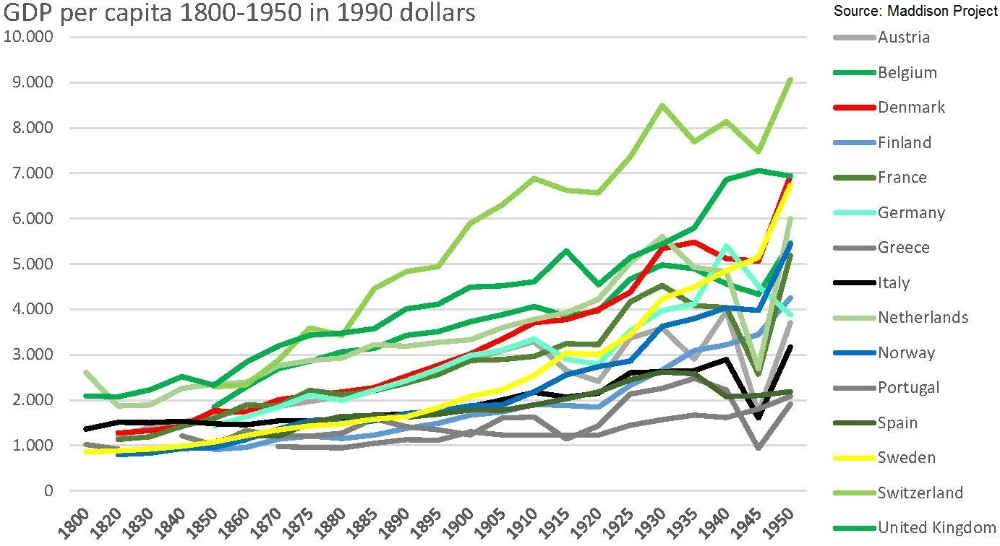 GDP per capita 1800-1950 in 1990 dollars
Source: Maddison Project
10.000
9.000
8.000
7.000
6.000
5.000
4.000
3.000
2.000
1.000
0
1800
1820
1830
1840
1850
1860
1870
1875
1880
1885
1890
1895
1900
1905
1910
1915
1920
1925
1930
1935
1940
1945
1950
Austria
Belgium
Denmark
Finland
France
Germany
Greece
Italy
Netherlands
Norway
Portugal
Spain
Sweden
Switzerland
United Kingdom